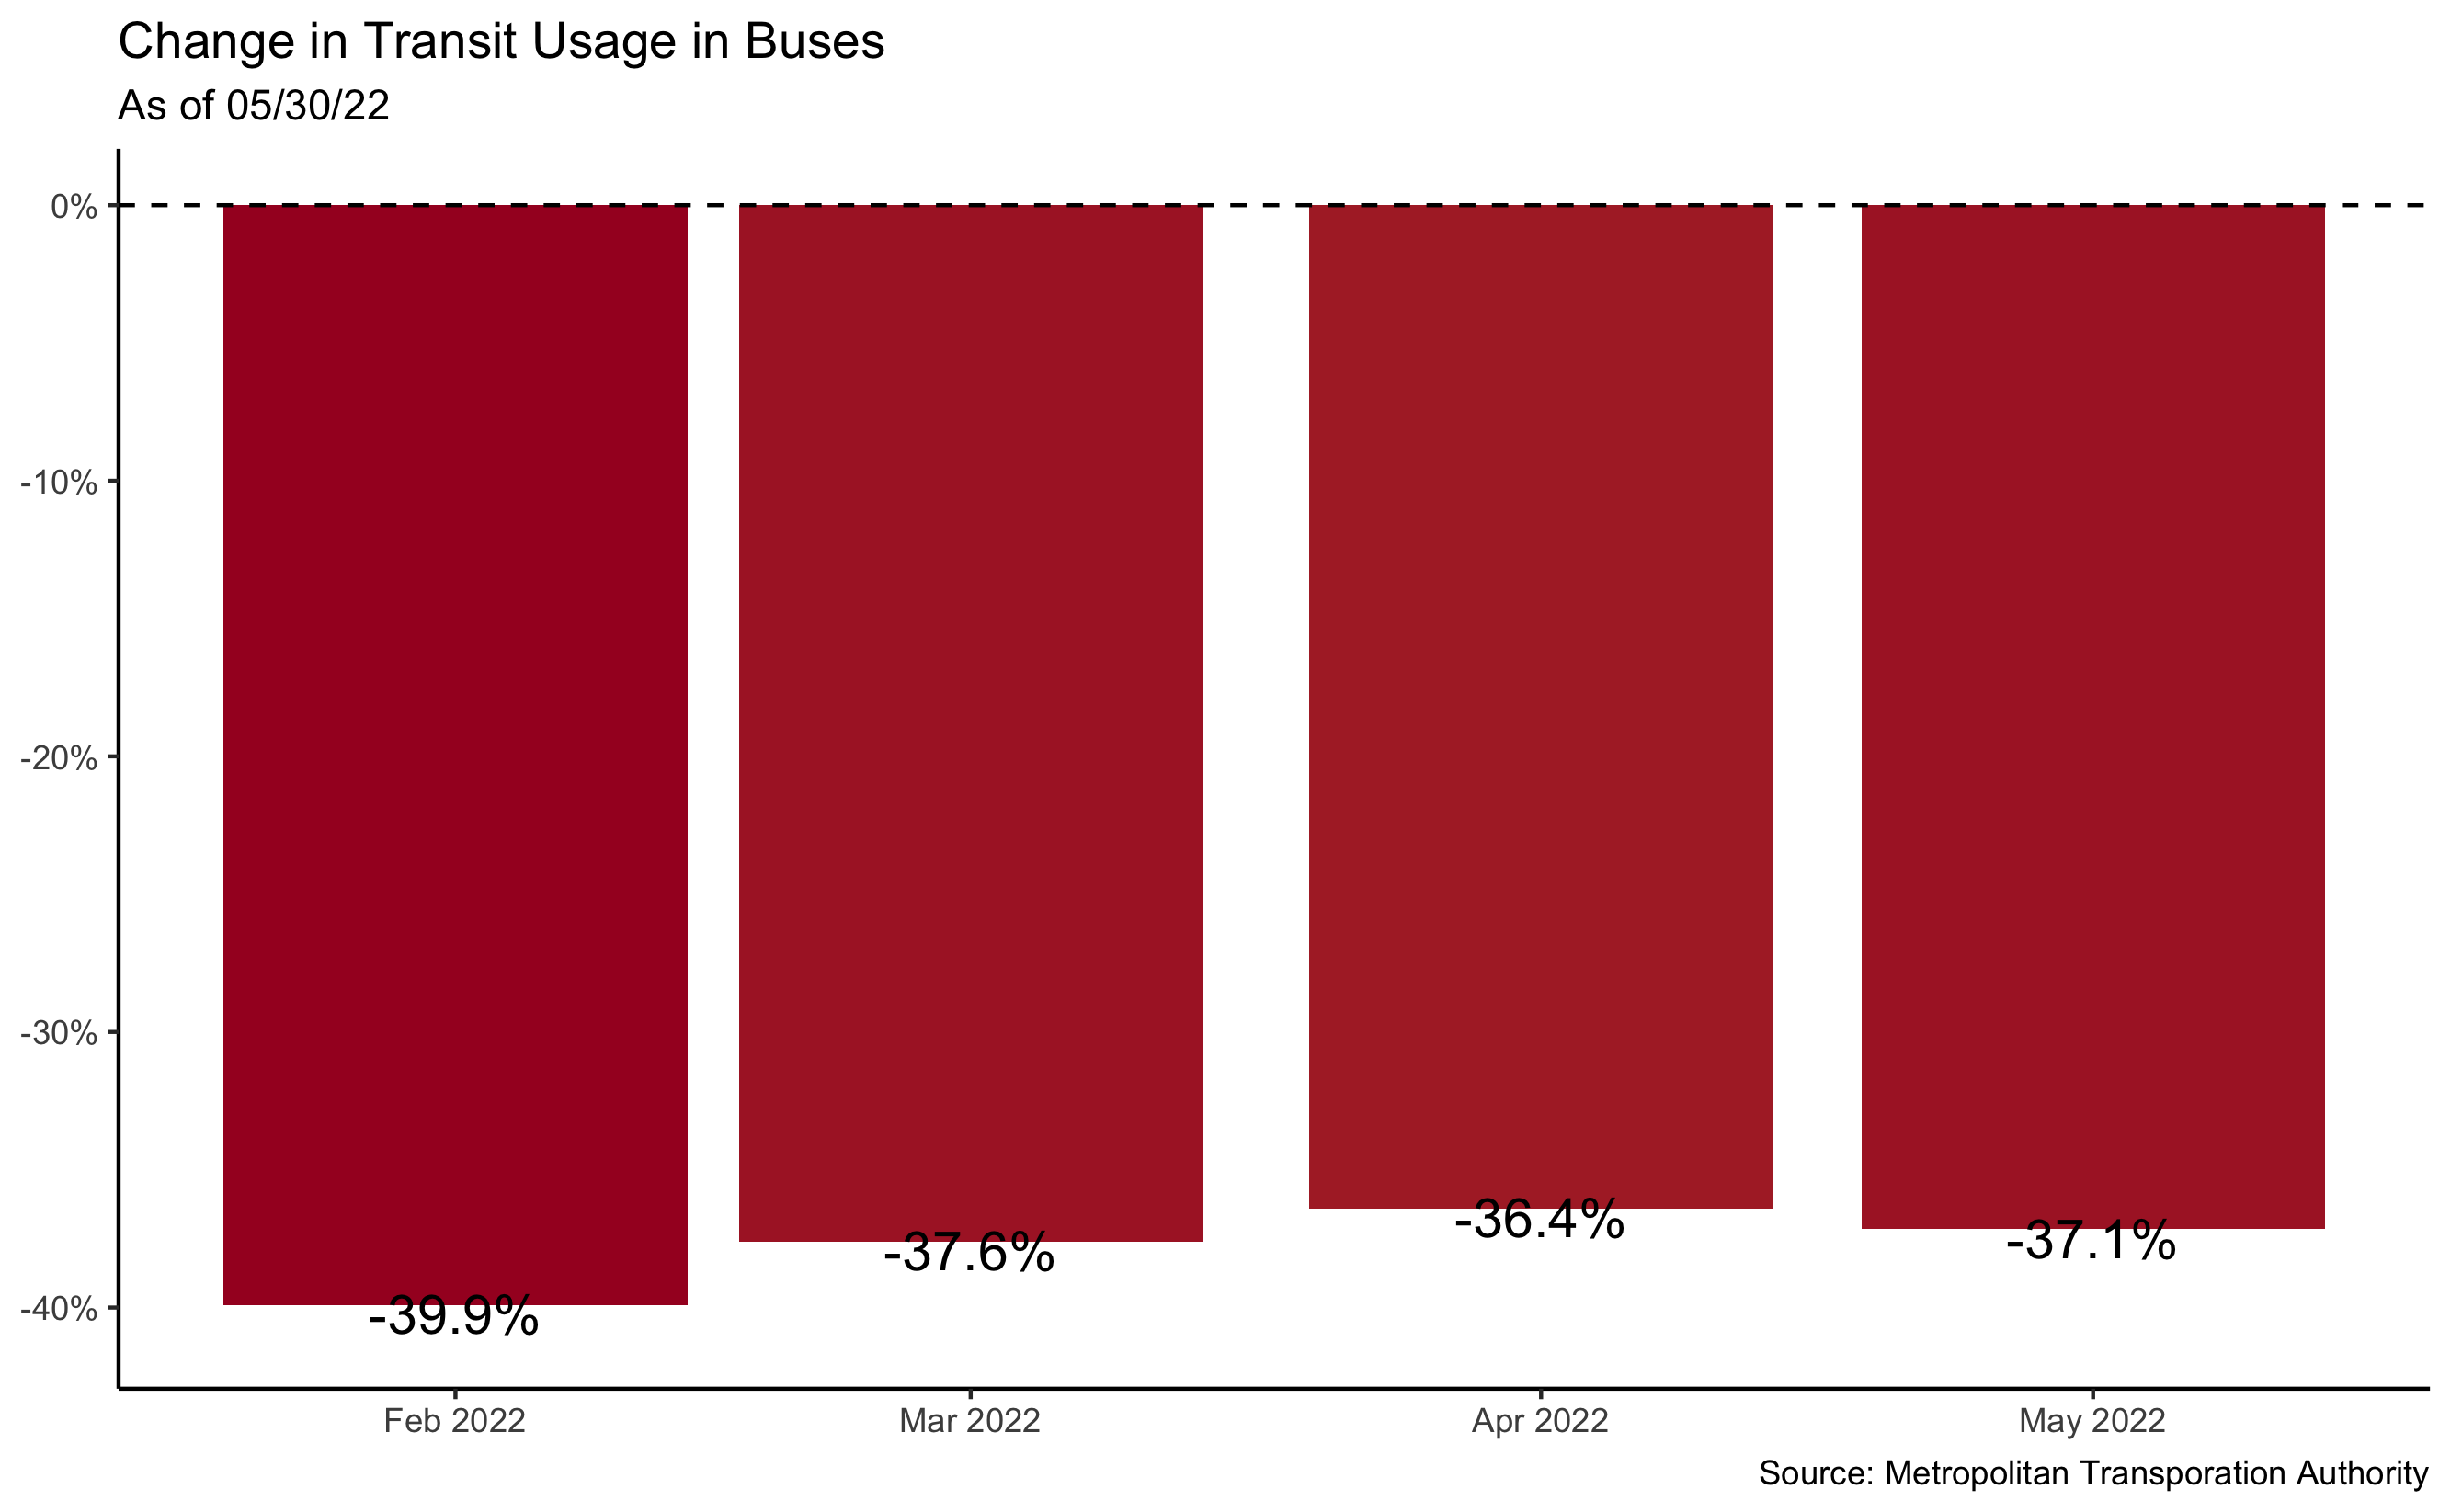 Change in Transit Usage in Buses
As of 05/30/22
0%
-10%
-20%
-30%
-40%
-39.9%
-37.6%
-36.4%
-37.1%
Feb 2022
Mar 2022
Apr 2022
May 2022
Source: Metropolitan Transporation Authority